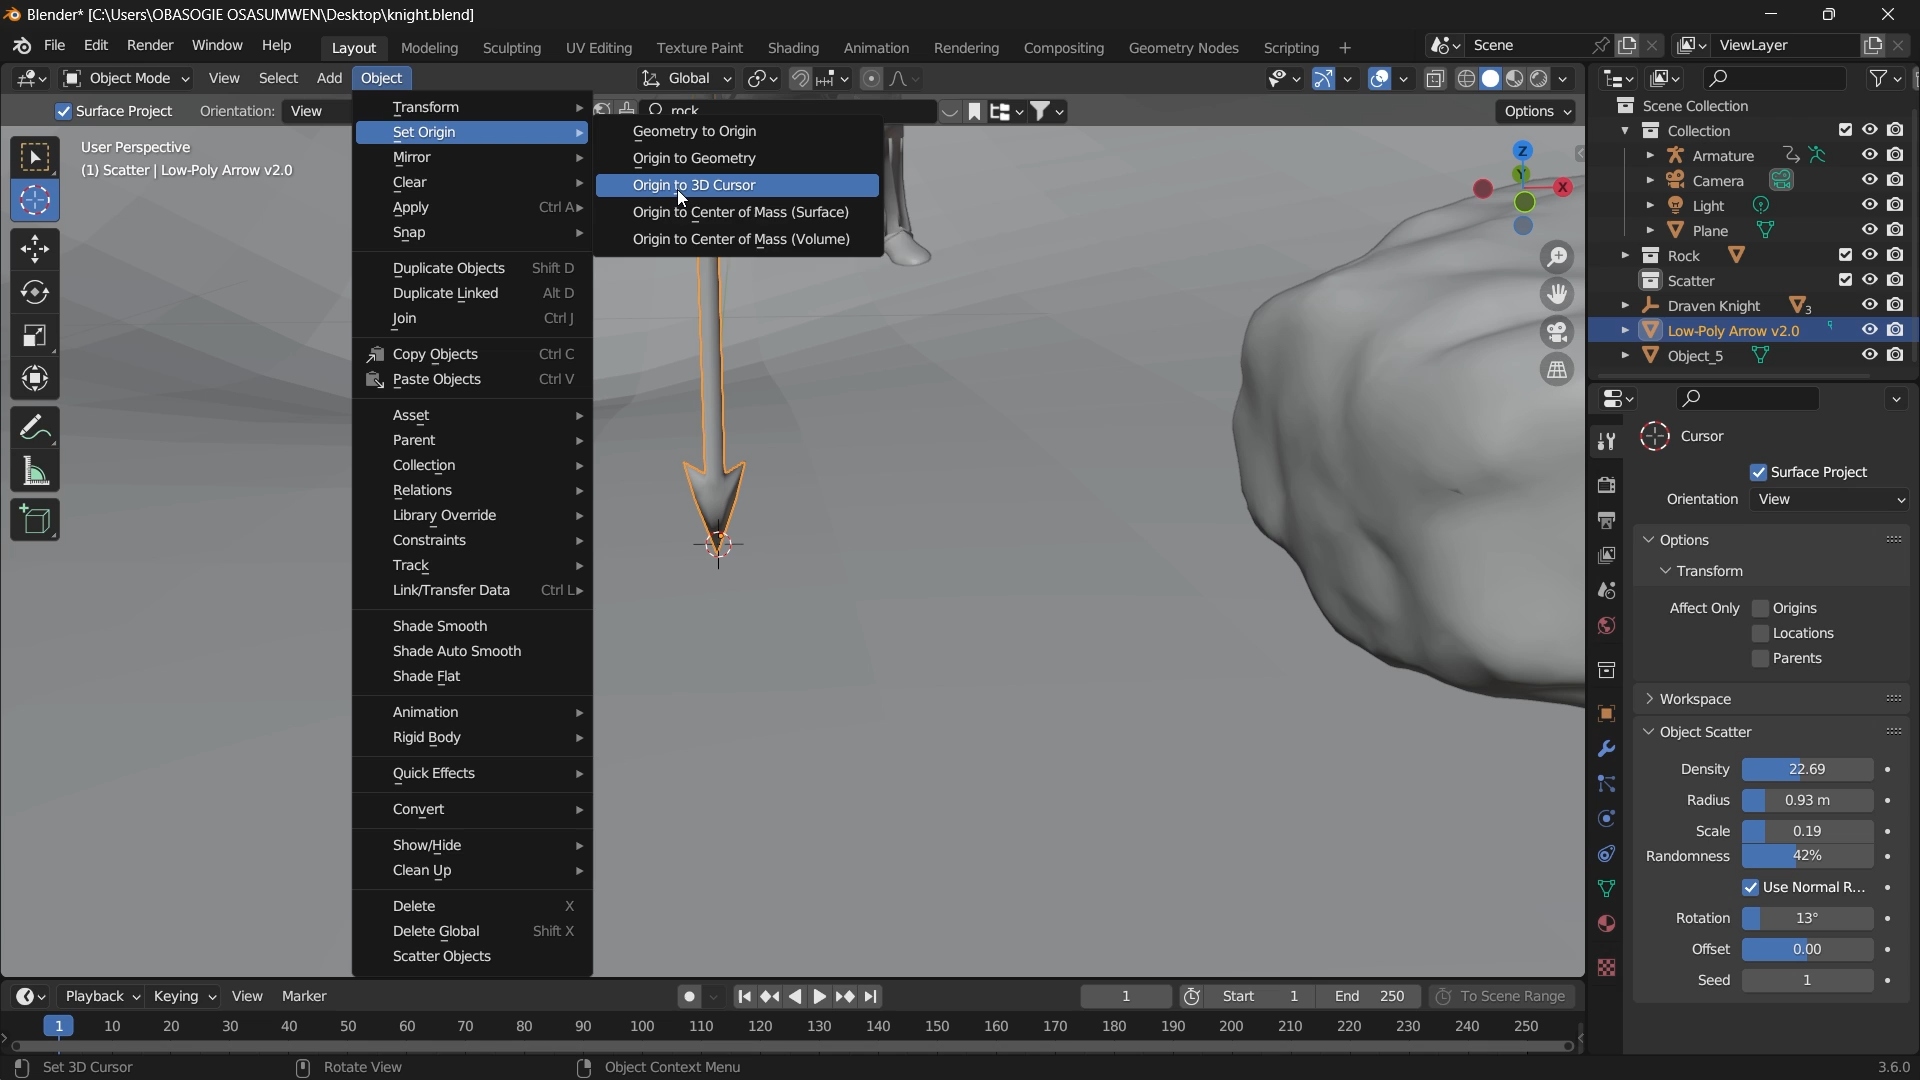 Blender* [C:\Users\OBASOGIE OSASUMWEN\Desktop\knight.blend]
File Edit Render Window Help Layout Modeling Sculpting UV Editing Texture Paint Shading Animation Rendering Compositing Geometry Nodes Scripting + Scene ViewLayer
Object Mode View Select Add Object Global
Surface Project Orientation: View rock Options
User Perspective
(1) Scatter | Low-Poly Arrow v2.0
Transform
Set Origin
Mirror
Clear
Apply Ctrl A
Snap
Duplicate Objects Shift D
Duplicate Linked Alt D
Join Ctrl J
Copy Objects Ctrl C
Paste Objects Ctrl V
Asset
Parent
Collection
Relations
Library Override
Constraints
Track
Link/Transfer Data Ctrl L
Shade Smooth
Shade Auto Smooth
Shade Flat
Animation
Rigid Body
Quick Effects
Convert
Show/Hide
Clean Up
Delete X
Delete Global Shift X
Scatter Objects
Geometry to Origin
Origin to Geometry
Origin to 3D Cursor
Origin to Center of Mass (Surface)
Origin to Center of Mass (Volume)
Z
Y
X
Scene Collection
Collection
Armature
Camera
Light
Plane
Rock
Scatter
Draven Knight 3
Low-Poly Arrow v2.0
Object_5
Cursor
Surface Project
Orientation View
Options
Transform
Affect Only Origins
Locations
Parents
Workspace
Object Scatter
Density 22.69
Radius 0.93 m
Scale 0.19
Randomness 42%
Use Normal R...
Rotation 13°
Offset 0.00
Seed 1
Playback Keying View Marker 1 Start 1 End 250 To Scene Range
1 10 20 30 40 50 60 70 80 90 100 110 120 130 140 150 160 170 180 190 200 210 220 230 240 250
Set 3D Cursor Rotate View Object Context Menu 3.6.0